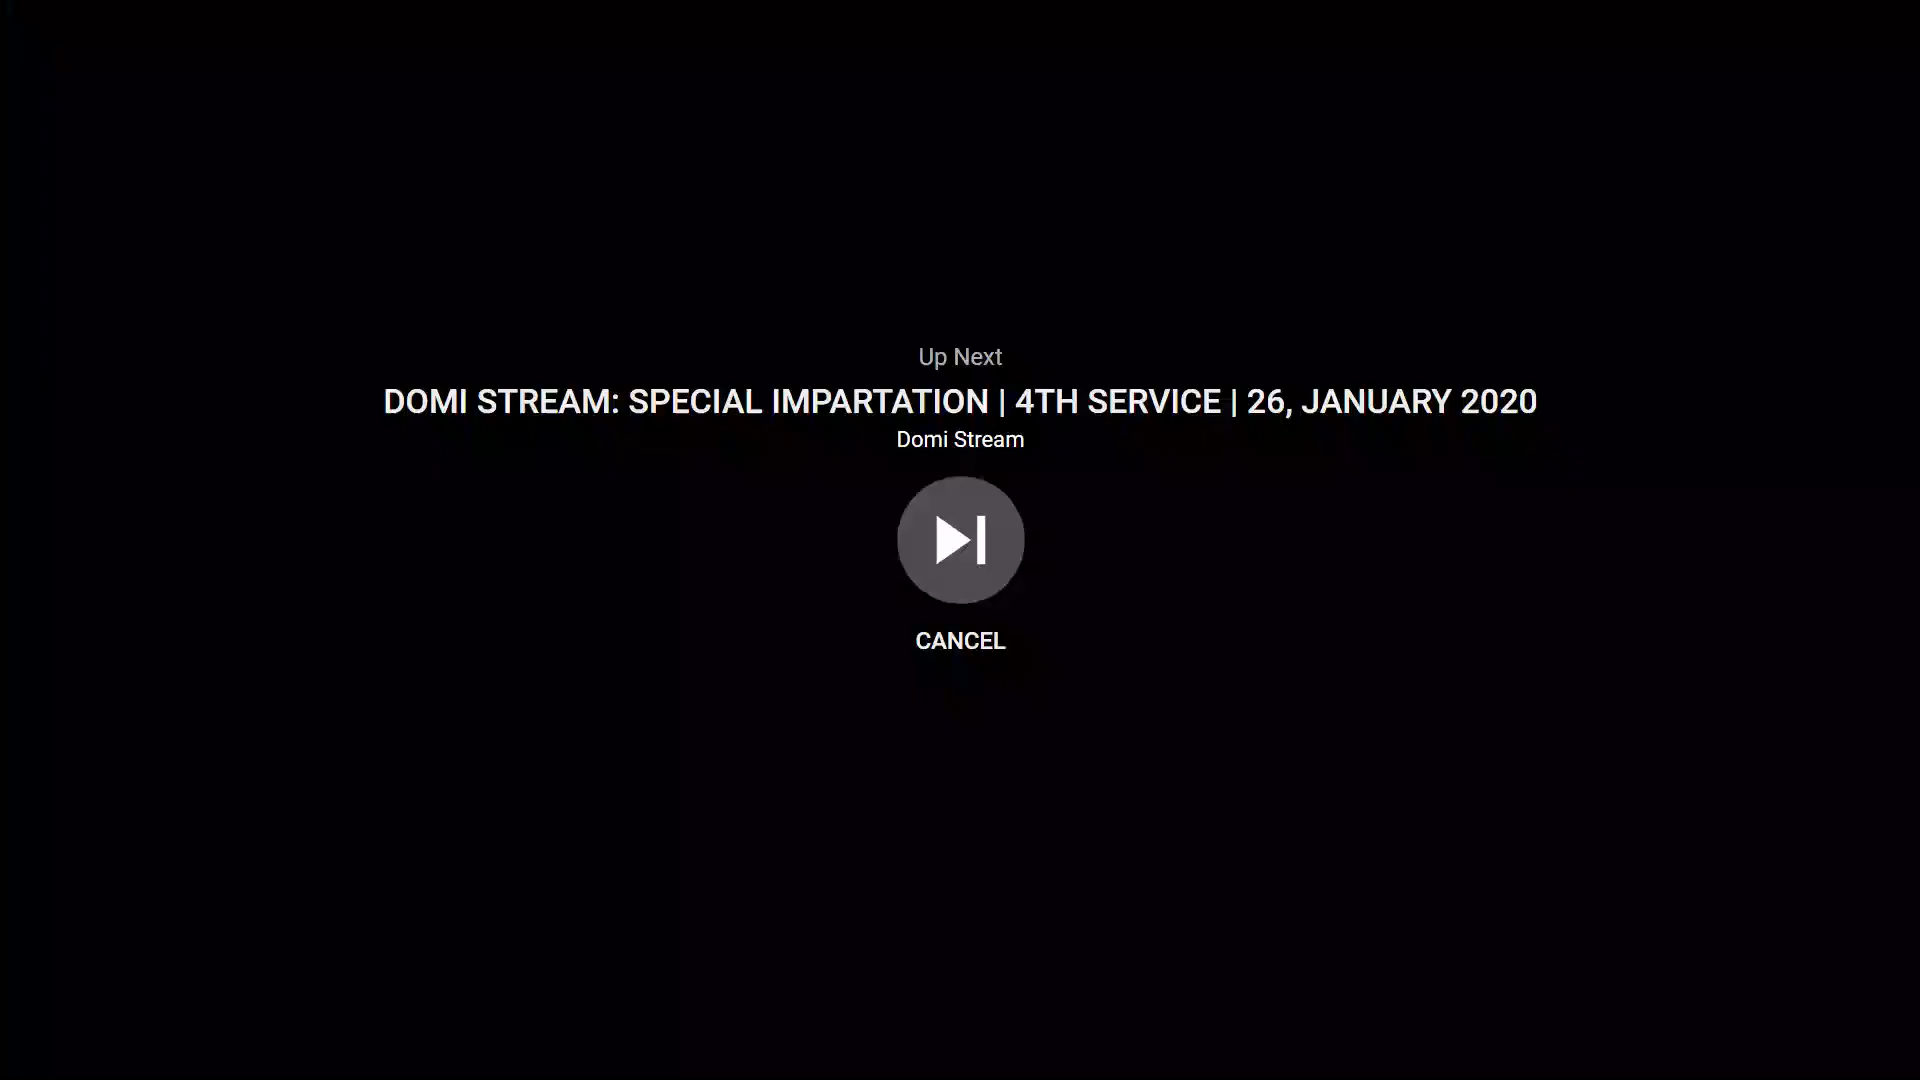 Up Next
DOMI STREAM: SPECIAL IMPARTATION | 4TH SERVICE | 26, JANUARY 2020
Domi Stream
CANCEL